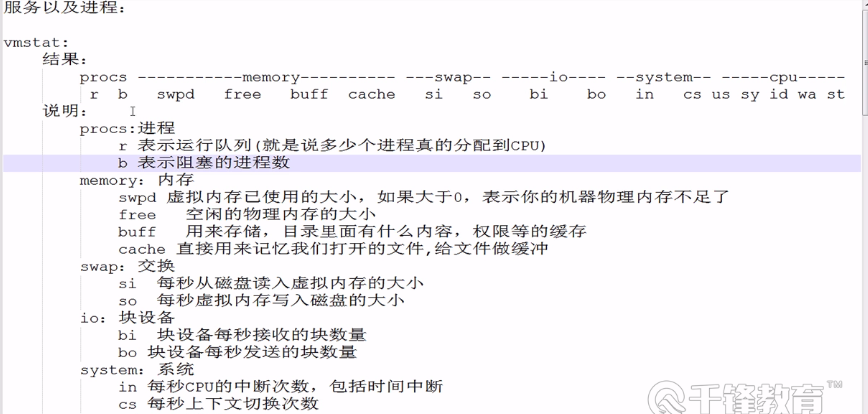 服务以及进程：
vmstat:
结果：
procs -----------memory---------- ---swap-- -----io---- --system-- -----cpu-----
r b swpd free buff cache si so bi bo in cs us sy id wa st
说明：
procs:进程
r 表示运行队列(就是说多少个进程真的分配到CPU)
b 表示阻塞的进程数
memory：内存
swpd 虚拟内存已使用的大小，如果大于0，表示你的机器物理内存不足了
free 空闲的物理内存的大小
buff 用来存储，目录里面有什么内容，权限等的缓存
cache 直接用来记忆我们打开的文件,给文件做缓冲
swap：交换
si 每秒从磁盘读入虚拟内存的大小
so 每秒虚拟内存写入磁盘的大小
io：块设备
bi 块设备每秒接收的块数量
bo 块设备每秒发送的块数量
system：系统
in 每秒CPU的中断次数，包括时间中断
cs 每秒上下文切换次数
千锋教育™